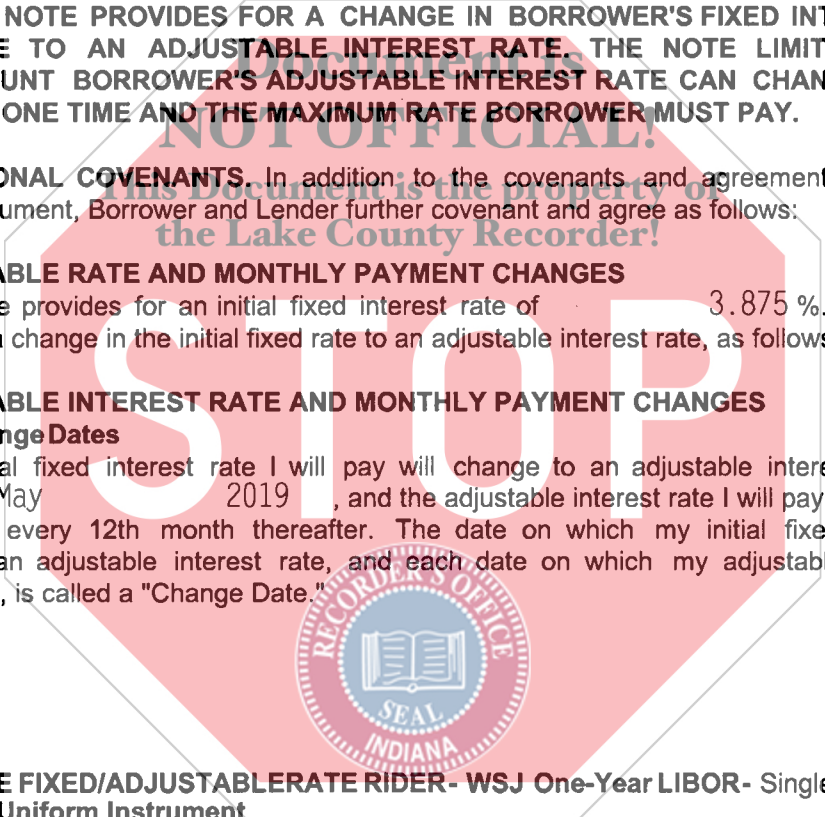 NOTE PROVIDES FOR A CHANGE IN BORROWER'S FIXED INT
E TO AN ADJUSTABLE INTEREST RATE. THE NOTE LIMIT
Document is
UNT BORROWER'S ADJUSTABLE INTEREST RATE CAN CHAN
ONE TIME AND THE MAXIMUM RATE BORROWER MUST PAY.
NOT OFFICIAL!
ONAL COVENANTS. In addition to the covenants and agreement
This Document is the property of
ument, Borrower and Lender further covenant and agree as follows:
the Lake County Recorder!
ABLE RATE AND MONTHLY PAYMENT CHANGES
e provides for an initial fixed interest rate of 3.875 %.
a change in the initial fixed rate to an adjustable interest rate, as follows
STOP
ABLE INTEREST RATE AND MONTHLY PAYMENT CHANGES
nge Dates
al fixed interest rate I will pay will change to an adjustable intere
May 2019 , and the adjustable interest rate I will pay
every 12th month thereafter. The date on which my initial fixe
an adjustable interest rate, and each date on which my adjustabl
, is called a "Change Date."
RECORDER'S OFFICE
SEAL
INDIANA
E FIXED/ADJUSTABLERATE RIDER- WSJ One-Year LIBOR- Single
Uniform Instrument